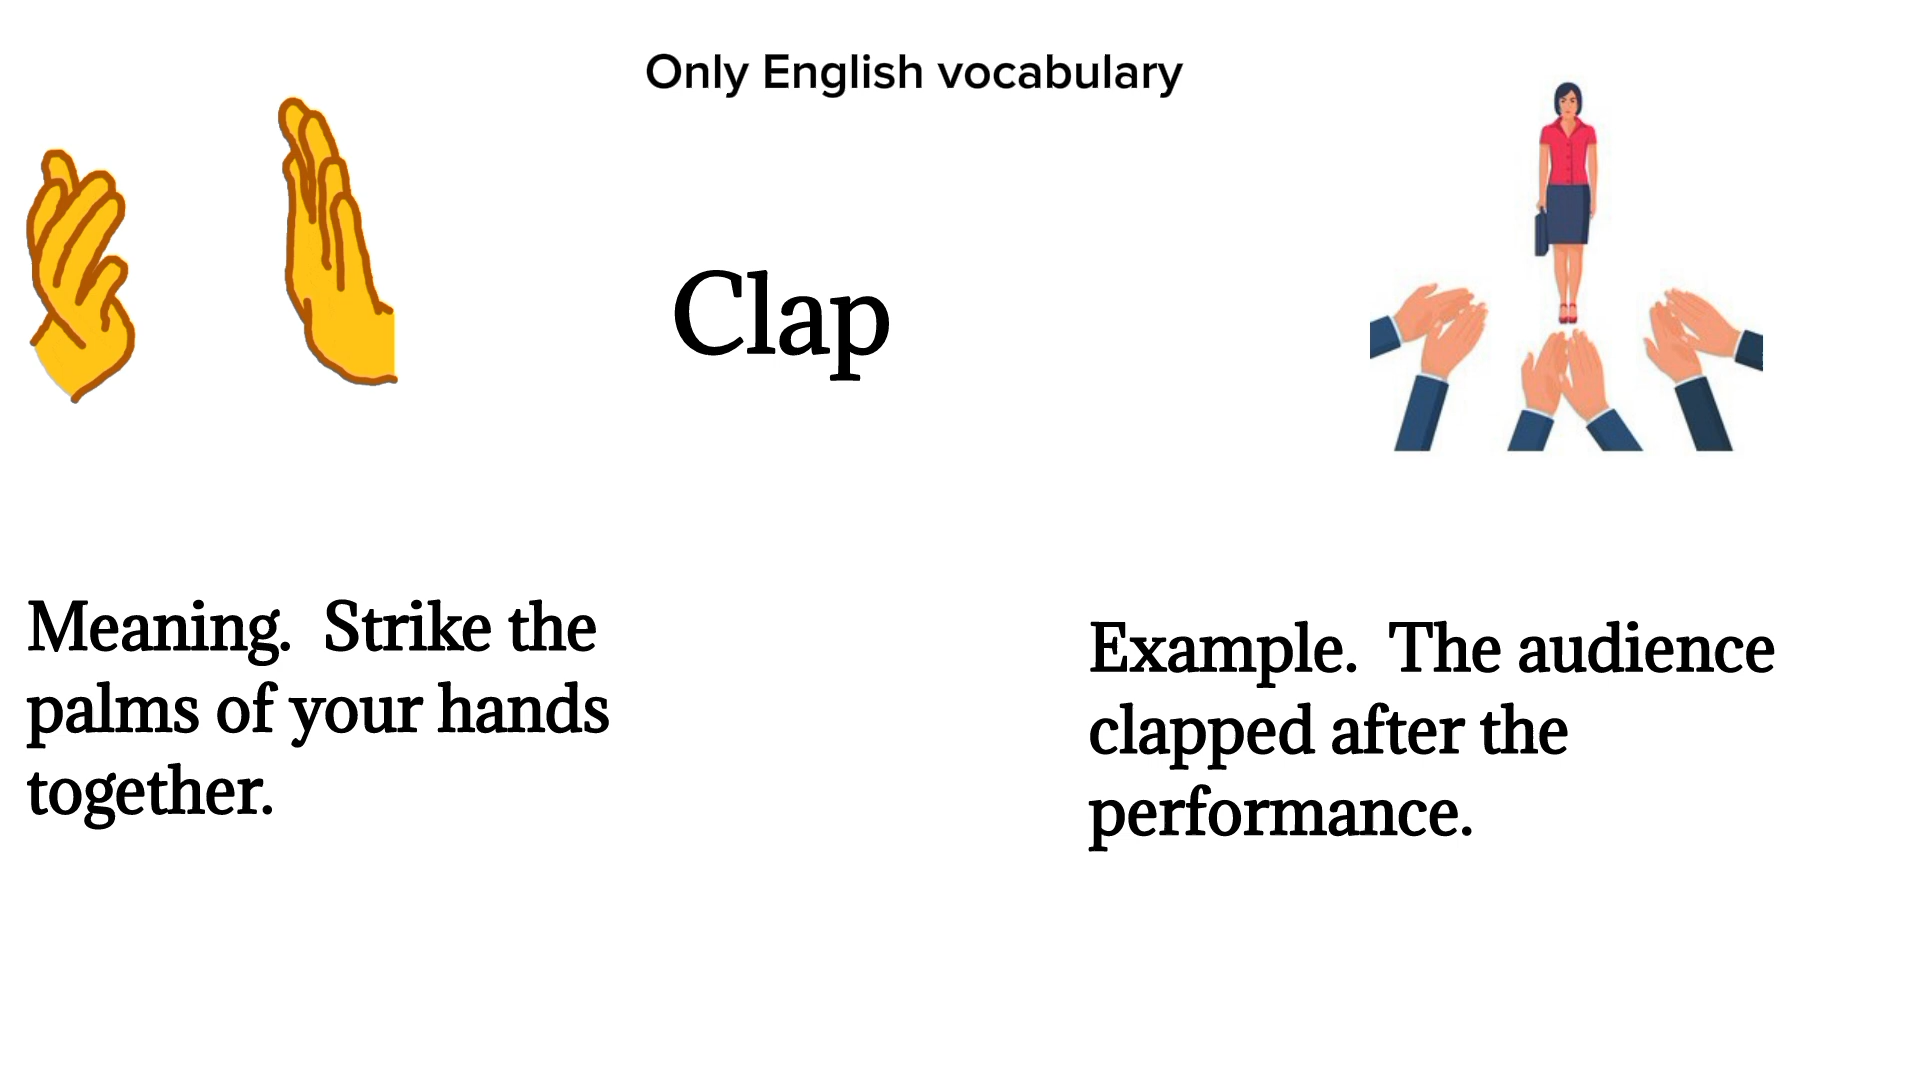 Only English vocabulary
Clap
Meaning.  Strike the
palms of your hands
together.
Example.  The audience
clapped after the
performance.